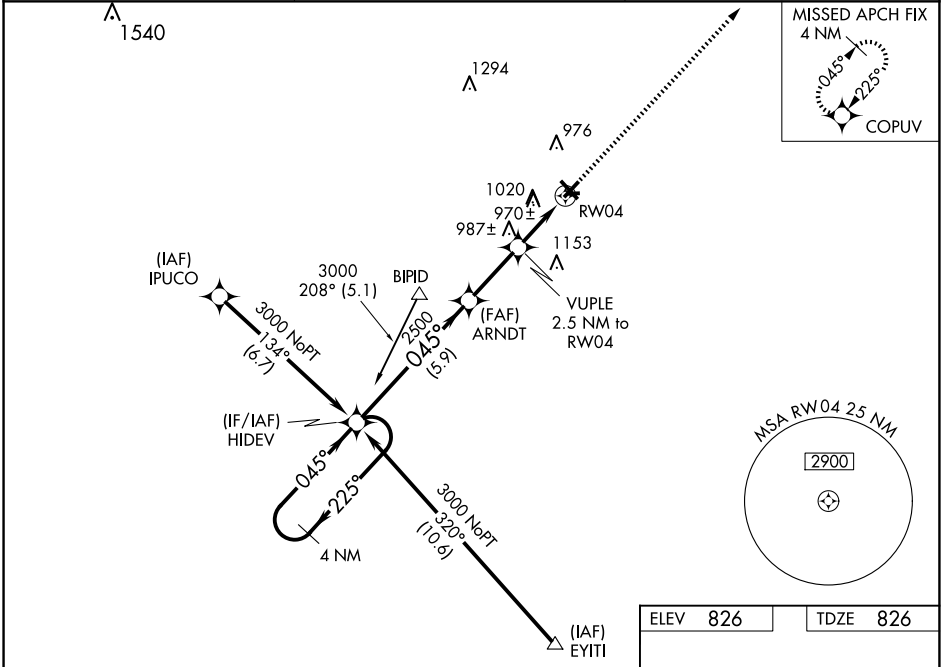 1540
MISSED APCH FIX
4 NM
045°
225°
COPUV
1294
976
1020
970±
987±
RW04
1153
(IAF)
IPUCO
3000
208° (5.1)
BIPID
(FAF)
ARNDT
VUPLE
2.5 NM to
RW04
3000 NoPT
134°
(6.7)
2500
045°
(5.9)
(IF/IAF)
HIDEV
045°
225°
4 NM
3000 NoPT
320°
(10.6)
(IAF)
EYITI
MSA RW04 25 NM
2900
ELEV 826
TDZE 826